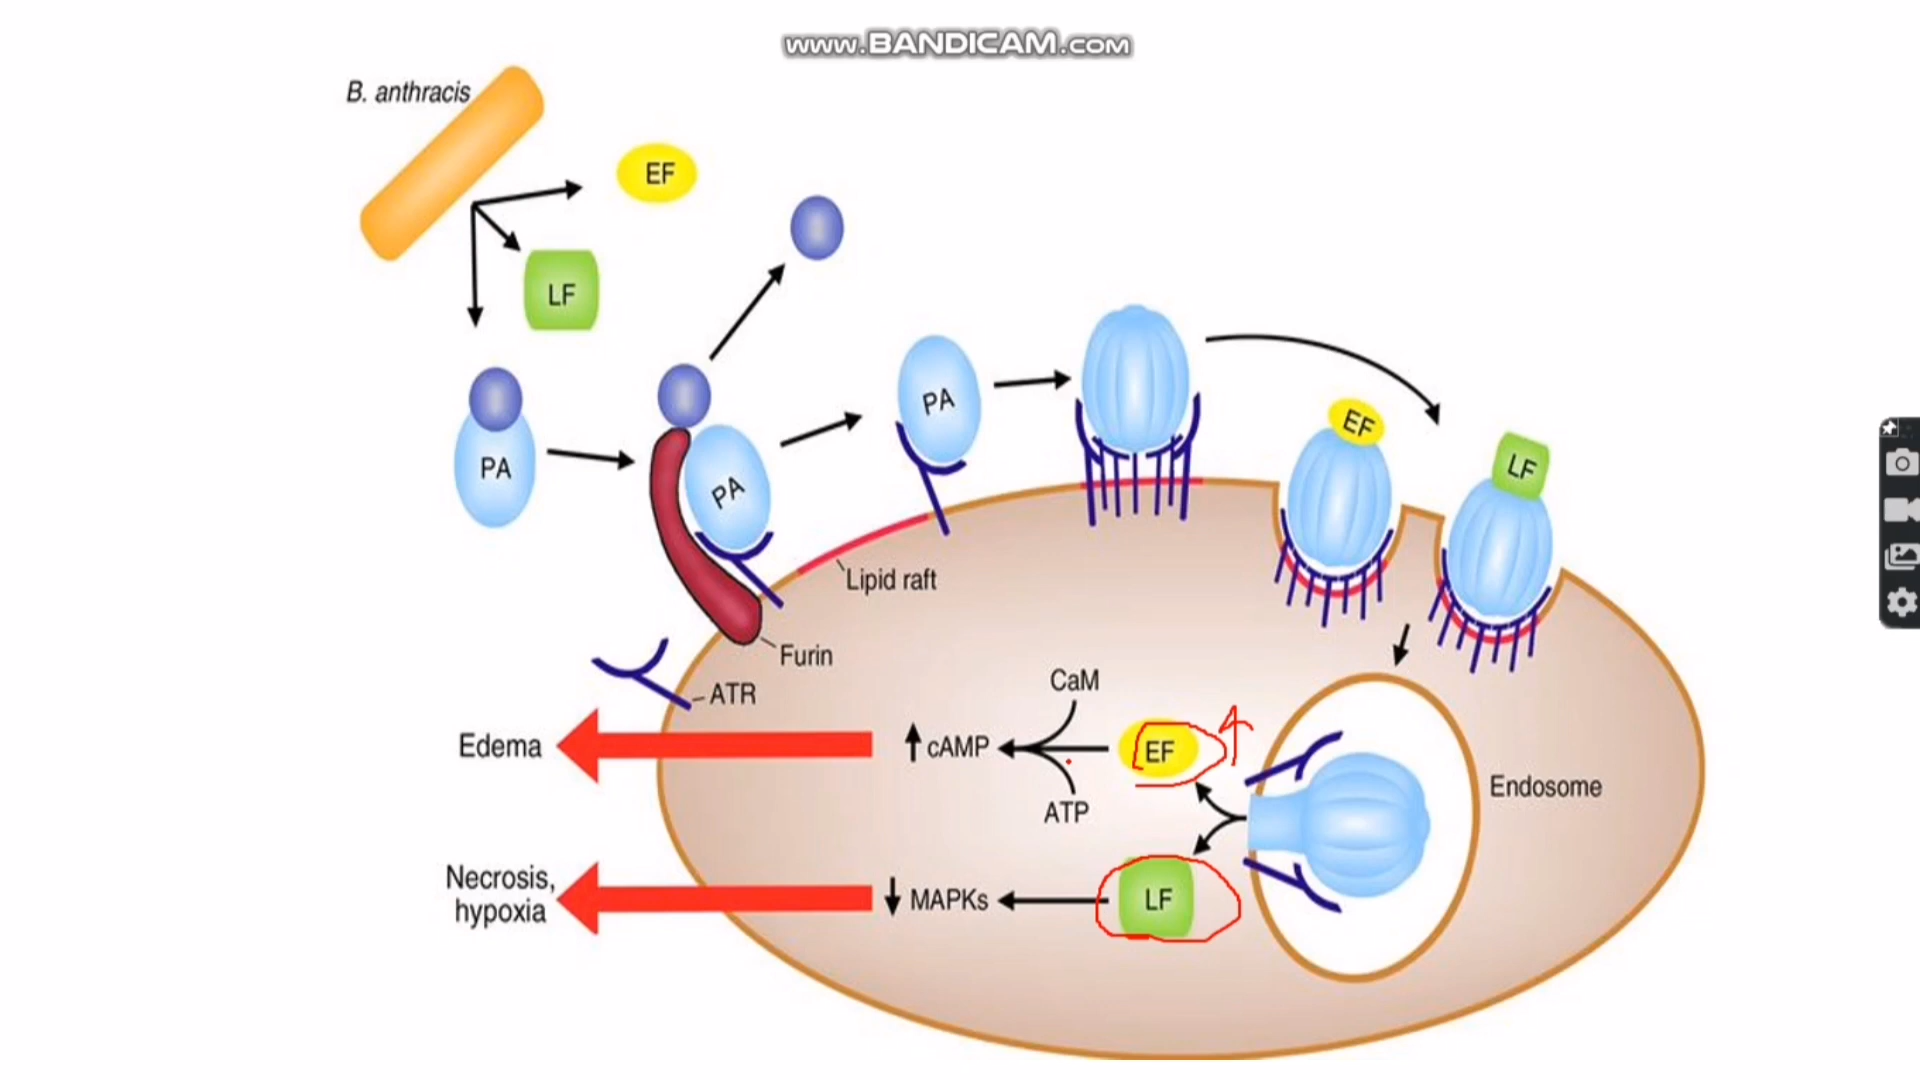 www.BANDICAM.com
B. anthracis
EF
LF
PA
PA
PA
EF
LF
Lipid raft
Furin
ATR
CaM
Edema
cAMP
EF
ATP
Endosome
Necrosis,
hypoxia
MAPKs
LF